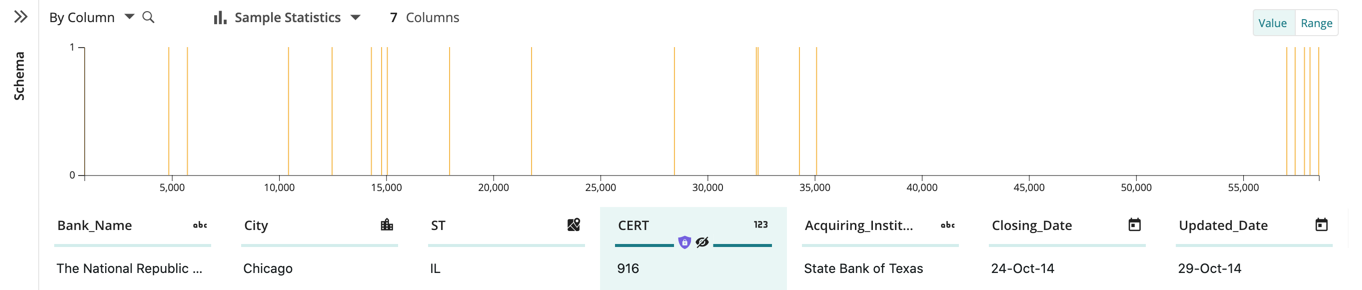 By Column Sample Statistics 7 Columns
Value Range
Schema
1
0
5,000 10,000 15,000 20,000 25,000 30,000 35,000 40,000 45,000 50,000 55,000
Bank_Name abc City ST CERT 123 Acquiring_Instit... abc Closing_Date Updated_Date
The National Republic ... Chicago IL 916 State Bank of Texas 24-Oct-14 29-Oct-14